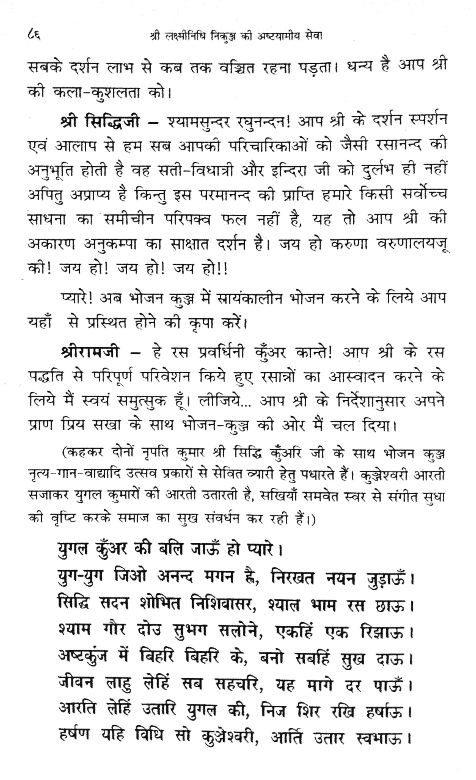 ८६ श्री लक्ष्मीनिधि निकुञ्ज की अष्टयामीय सेवा
सबके दर्शन लाभ से कब तक वञ्चित रहना पड़ता। धन्य है आप श्री
की कला-कुशलता को।
श्री सिद्धिजी – श्यामसुन्दर रघुनन्दन! आप श्री के दर्शन स्पर्शन
एवं आलाप से हम सब आपकी परिचारिकाओं को जैसी रसानन्द की
अनुभूति होती है वह सती-विधात्री और इन्दिरा जी को दुर्लभ ही नहीं
अपितु अप्राप्य है किन्तु इस परमानन्द की प्राप्ति हमारे किसी सर्वोच्च
साधना का समीचीन परिपक्व फल नहीं है, यह तो आप श्री की
अकारण अनुकम्पा का साक्षात दर्शन है। जय हो करुणा वरुणालयजू
की! जय हो! जय हो! जय हो!!
प्यारे! अब भोजन कुञ्ज में सायंकालीन भोजन करने के लिये आप
यहाँ से प्रस्थित होने की कृपा करें।
श्रीरामजी – हे रस प्रवर्धिनी कुँअर कान्ते! आप श्री के रस
पद्धति से परिपूर्ण परिवेशन किये हुए रसान्नों का आस्वादन करने के
लिये मैं स्वयं समुत्सुक हूँ। लीजिये... आप श्री के निर्देशानुसार अपने
प्राण प्रिय सखा के साथ भोजन-कुञ्ज की ओर मैं चल दिया।
(कहकर दोनों नृपति कुमार श्री सिद्धि कुँअरि जी के साथ भोजन कुञ्ज
नृत्य-गान-वाद्यादि उत्सव प्रकारों से सेवित ब्यारी हेतु पधारते हैं। कुञ्जेश्वरी आरती
सजाकर युगल कुमारों की आरती उतारती है, सखियाँ समवेत स्वर से संगीत सुधा
की वृष्टि करके समाज का सुख संवर्धन कर रही हैं।)
युगल कुँअर की बलि जाऊँ हो प्यारे।
युग-युग जिओ अनन्द मगन ह्वै, निरखत नयन जुड़ाऊँ।
सिद्धि सदन शोभित निशिवासर, श्याल भाम रस छाऊ।
श्याम गौर दोउ सुभग सलोने, एकहिं एक रिझाऊ।
अष्टकुंज में बिहरि बिहरि के, बनो सबहिं सुख दाऊ।
जीवन लाहु लेहिं सब सहचरि, यह मागे दर पाऊँ।
आरति लेहिं उतारि युगल की, निज शिर रखि हर्षाऊ।
हर्षण यहि विधि सो कुञ्जेश्वरी, आर्ति उतार स्वभाऊ।